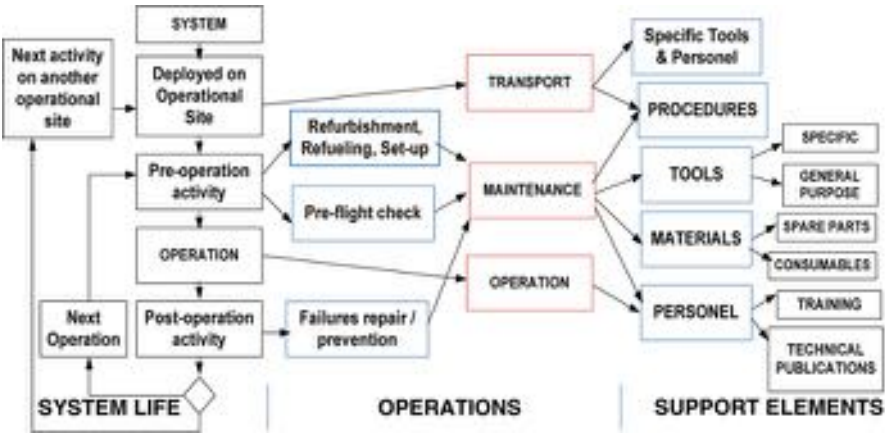 SYSTEM
Next activity
on another
operational
site
Deployed on
Operational
Site
Pre-operation
activity
OPERATION
Next
Operation
Post-operation
activity
SYSTEM LIFE
Refurbishment,
Refueling, Set-up
Pre-flight check
Failures repair /
prevention
TRANSPORT
MAINTENANCE
OPERATION
OPERATIONS
Specific Tools
& Personel
PROCEDURES
TOOLS
MATERIALS
PERSONEL
SPECIFIC
GENERAL
PURPOSE
SPARE PARTS
CONSUMABLES
TRAINING
TECHNICAL
PUBLICATIONS
SUPPORT ELEMENTS